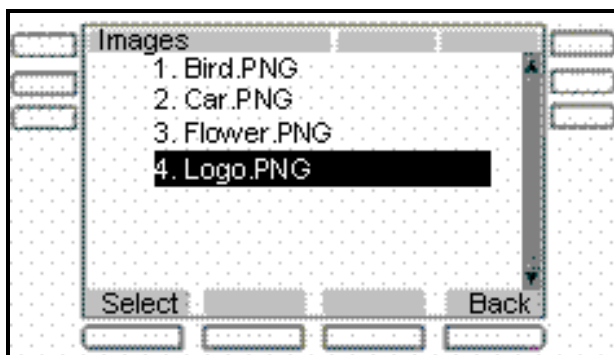 Images
1. Bird.PNG
2. Car.PNG
3. Flower.PNG
4. Logo.PNG
Select Back